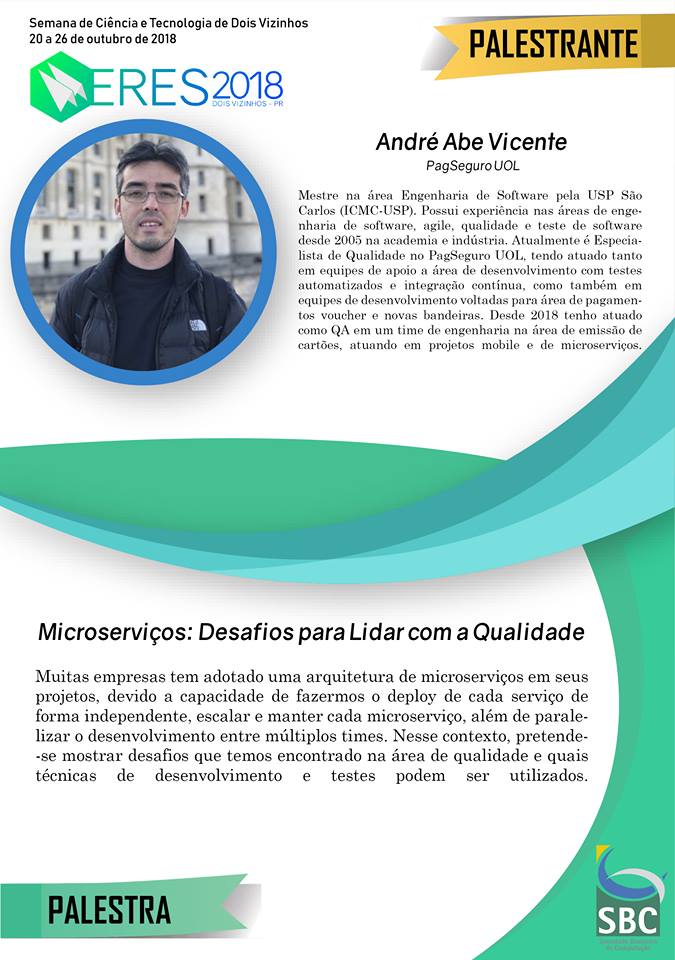 Semana de Ciência e Tecnologia de Dois Vizinhos
20 a 26 de outubro de 2018
PALESTRANTE
ERES2018
DOIS VIZINHOS - PR
André Abe Vicente
PagSeguro UOL
Mestre na área Engenharia de Software pela USP São
Carlos (ICMC-USP). Possui experiência nas áreas de enge-
nharia de software, agile, qualidade e teste de software
desde 2005 na academia e indústria. Atualmente é Especia-
lista de Qualidade no PagSeguro UOL, tendo atuado tanto
em equipes de apoio a área de desenvolvimento com testes
automatizados e integração contínua, como também em
equipes de desenvolvimento voltadas para área de pagamen-
tos voucher e novas bandeiras. Desde 2018 tenho atuado
como QA em um time de engenharia na área de emissão de
cartões, atuando em projetos mobile e de microserviços.
Microserviços: Desafios para Lidar com a Qualidade
Muitas empresas tem adotado uma arquitetura de microserviços em seus
projetos, devido a capacidade de fazermos o deploy de cada serviço de
forma independente, escalar e manter cada microserviço, além de parale-
lizar o desenvolvimento entre múltiplos times. Nesse contexto, pretende-
-se mostrar desafios que temos encontrado na área de qualidade e quais
técnicas de desenvolvimento e testes podem ser utilizados.
PALESTRA
SBC
Sociedade Brasileira
de Computação